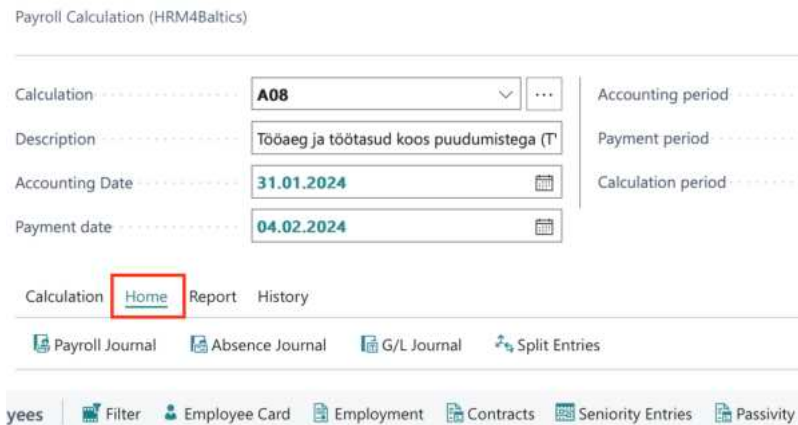 Payroll Calculation (HRM4Baltics)
Calculation A08 Accounting period
Description Tööaeg ja töötasud koos puudumistega (T Payment period
Accounting Date 31.01.2024 Calculation period
Payment date 04.02.2024
Calculation Home Report History
Payroll Journal Absence Journal G/L Journal Split Entries
yees Filter Employee Card Employment Contracts Seniority Entries Passivity